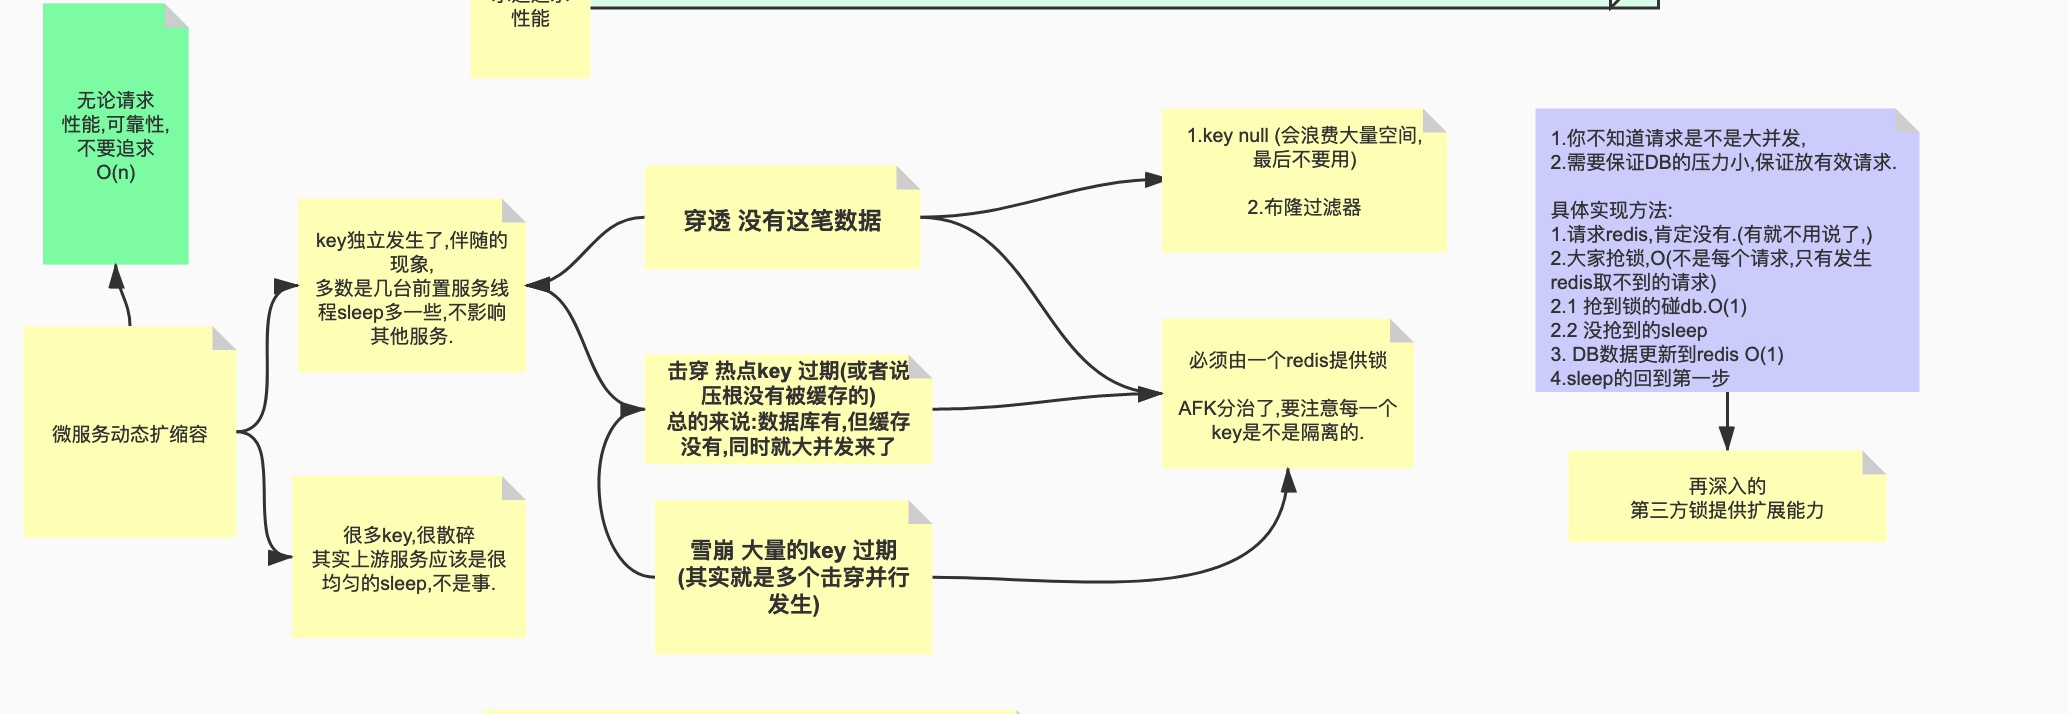 性能
无论请求
性能,可靠性,
不要追求
O(n)
微服务动态扩缩容
key独立发生了,伴随的
现象,
多数是几台前置服务线
程sleep多一些,不影响
其他服务.
很多key,很散碎
其实上游服务应该是很
均匀的sleep,不是事.
穿透 没有这笔数据
击穿 热点key 过期(或者说
压根没有被缓存的)
总的来说:数据库有,但缓存
没有,同时就大并发来了
雪崩 大量的key 过期
(其实就是多个击穿并行
发生)
1.key null (会浪费大量空间,
最后不要用)
2.布隆过滤器
必须由一个redis提供锁
AFK分治了,要注意每一个
key是不是隔离的.
1.你不知道请求是不是大并发,
2.需要保证DB的压力小,保证放有效请求.
具体实现方法:
1.请求redis,肯定没有.(有就不用说了,)
2.大家抢锁,O(不是每个请求,只有发生
redis取不到的请求)
2.1 抢到锁的碰db.O(1)
2.2 没抢到的sleep
3. DB数据更新到redis O(1)
4.sleep的回到第一步
再深入的
第三方锁提供扩展能力